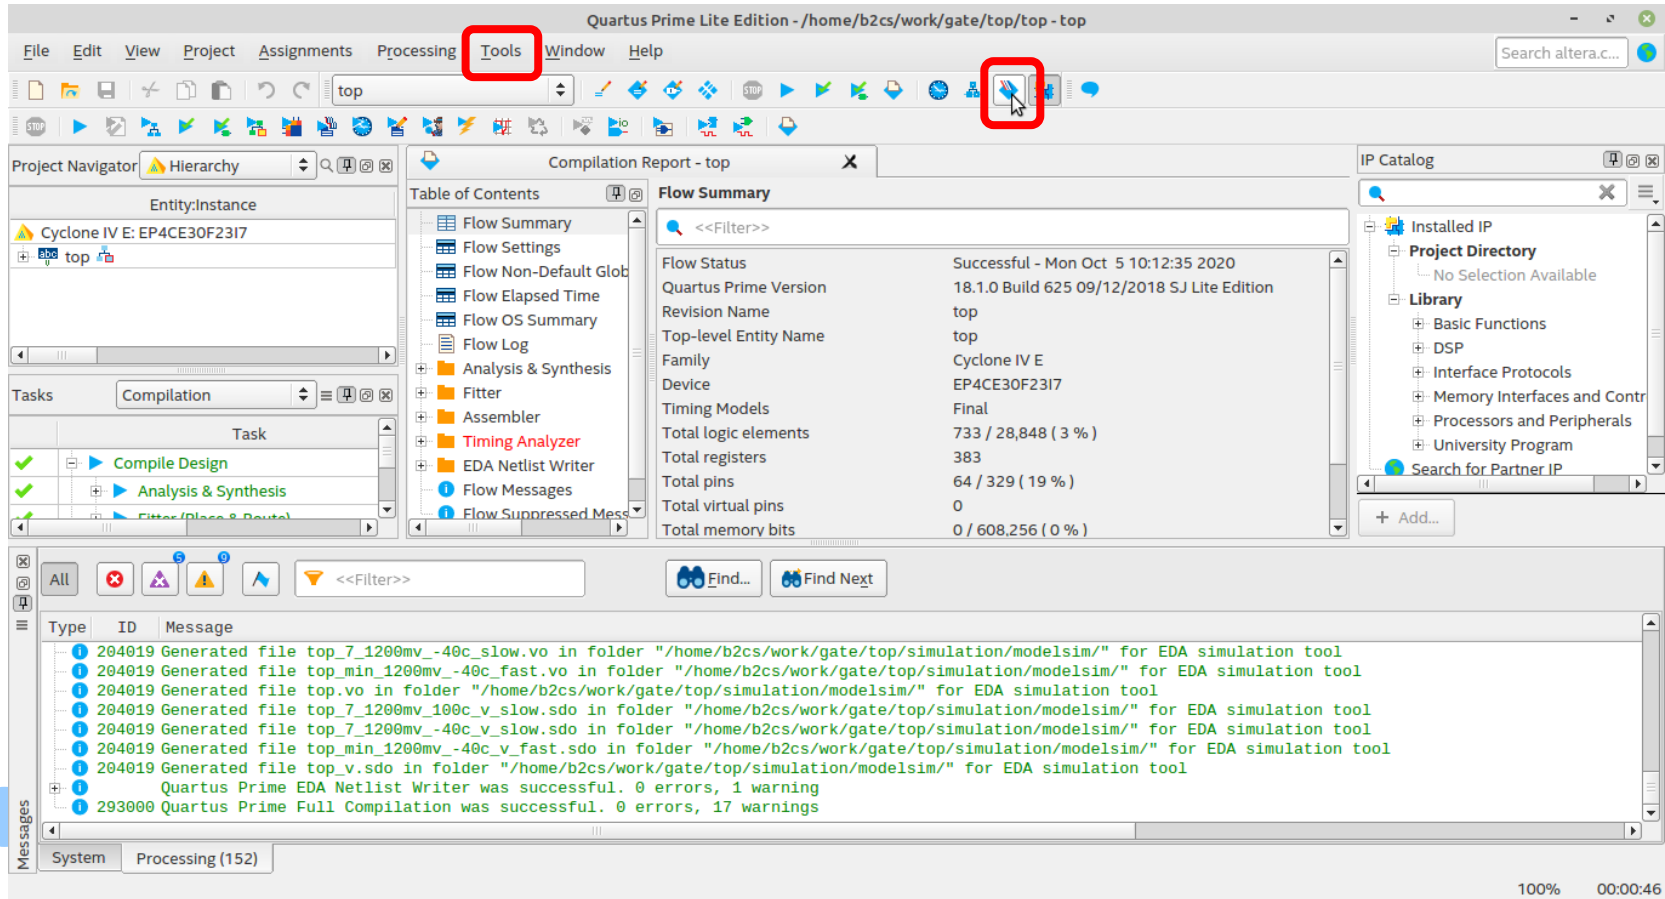 Quartus Prime Lite Edition - /home/b2cs/work/gate/top/top - top
File Edit View Project Assignments Processing Tools Window Help
Search altera.c...
top
Project Navigator Hierarchy
Entity:Instance
Cyclone IV E: EP4CE30F23I7
top
Tasks Compilation
Task
Compile Design
Analysis & Synthesis
Fitter (Place & Route)
Compilation Report - top
Table of Contents
Flow Summary
Flow Settings
Flow Non-Default Glob
Flow Elapsed Time
Flow OS Summary
Flow Log
Analysis & Synthesis
Fitter
Assembler
Timing Analyzer
EDA Netlist Writer
Flow Messages
Flow Suppressed Mess
Flow Summary
<<Filter>>
Flow Status Successful - Mon Oct 5 10:12:35 2020
Quartus Prime Version 18.1.0 Build 625 09/12/2018 SJ Lite Edition
Revision Name top
Top-level Entity Name top
Family Cyclone IV E
Device EP4CE30F23I7
Timing Models Final
Total logic elements 733 / 28,848 ( 3 % )
Total registers 383
Total pins 64 / 329 ( 19 % )
Total virtual pins 0
Total memory bits 0 / 608,256 ( 0 % )
IP Catalog
Installed IP
Project Directory
No Selection Available
Library
Basic Functions
DSP
Interface Protocols
Memory Interfaces and Contr
Processors and Peripherals
University Program
Search for Partner IP
+ Add...
All 5 9 <<Filter>> Find... Find Next
Type ID Message
204019 Generated file top_7_1200mv_-40c_slow.vo in folder "/home/b2cs/work/gate/top/simulation/modelsim/" for EDA simulation tool
204019 Generated file top_min_1200mv_-40c_fast.vo in folder "/home/b2cs/work/gate/top/simulation/modelsim/" for EDA simulation tool
204019 Generated file top.vo in folder "/home/b2cs/work/gate/top/simulation/modelsim/" for EDA simulation tool
204019 Generated file top_7_1200mv_100c_v_slow.sdo in folder "/home/b2cs/work/gate/top/simulation/modelsim/" for EDA simulation tool
204019 Generated file top_7_1200mv_-40c_v_slow.sdo in folder "/home/b2cs/work/gate/top/simulation/modelsim/" for EDA simulation tool
204019 Generated file top_min_1200mv_-40c_v_fast.sdo in folder "/home/b2cs/work/gate/top/simulation/modelsim/" for EDA simulation tool
204019 Generated file top_v.sdo in folder "/home/b2cs/work/gate/top/simulation/modelsim/" for EDA simulation tool
Quartus Prime EDA Netlist Writer was successful. 0 errors, 1 warning
293000 Quartus Prime Full Compilation was successful. 0 errors, 17 warnings
Messages
System Processing (152)
100% 00:00:46